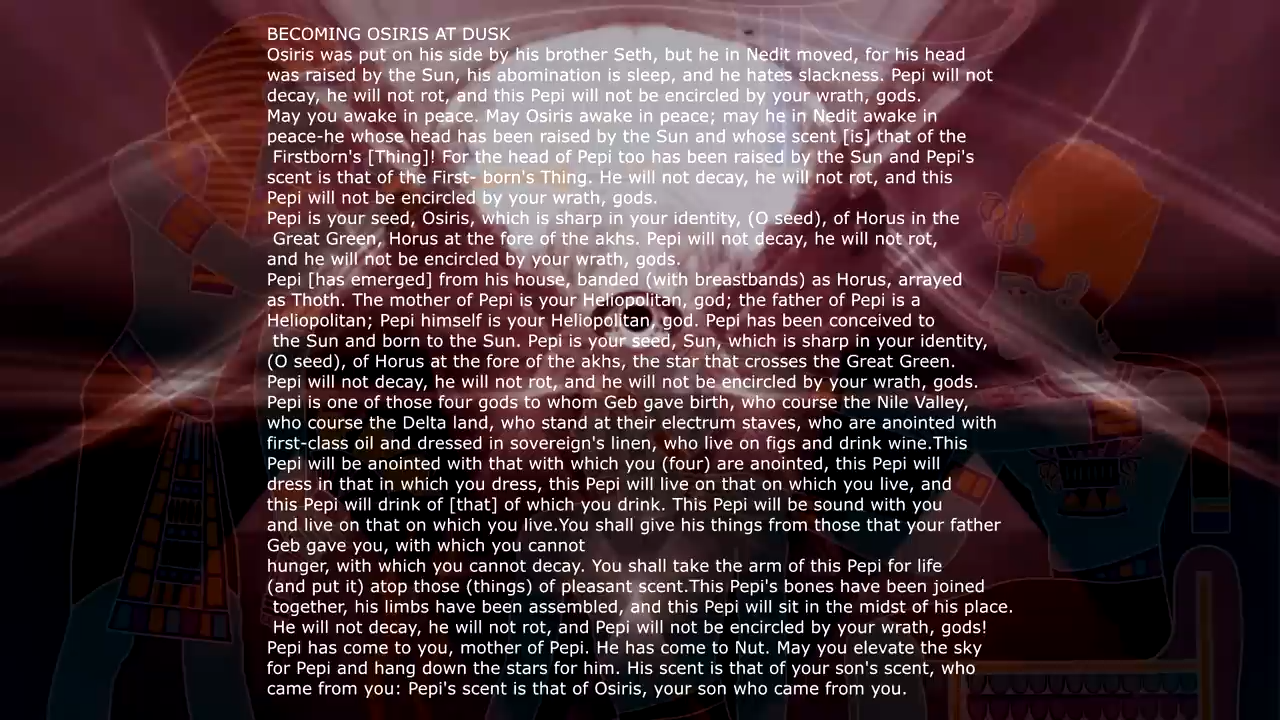 BECOMING OSIRIS AT DUSK
Osiris was put on his side by his brother Seth, but he in Nedit moved, for his head
was raised by the Sun, his abomination is sleep, and he hates slackness. Pepi will not
decay, he will not rot, and this Pepi will not be encircled by your wrath, gods.
May you awake in peace. May Osiris awake in peace; may he in Nedit awake in
peace-he whose head has been raised by the Sun and whose scent [is] that of the
Firstborn's [Thing]! For the head of Pepi too has been raised by the Sun and Pepi's
scent is that of the First- born's Thing. He will not decay, he will not rot, and this
Pepi will not be encircled by your wrath, gods.
Pepi is your seed, Osiris, which is sharp in your identity, (O seed), of Horus in the
Great Green, Horus at the fore of the akhs. Pepi will not decay, he will not rot,
and he will not be encircled by your wrath, gods.
Pepi [has emerged] from his house, banded (with breastbands) as Horus, arrayed
as Thoth. The mother of Pepi is your Heliopolitan, god; the father of Pepi is a
Heliopolitan; Pepi himself is your Heliopolitan, god. Pepi has been conceived to
the Sun and born to the Sun. Pepi is your seed, Sun, which is sharp in your identity,
(O seed), of Horus at the fore of the akhs, the star that crosses the Great Green.
Pepi will not decay, he will not rot, and he will not be encircled by your wrath, gods.
Pepi is one of those four gods to whom Geb gave birth, who course the Nile Valley,
who course the Delta land, who stand at their electrum staves, who are anointed with
first-class oil and dressed in sovereign's linen, who live on figs and drink wine.This
Pepi will be anointed with that with which you (four) are anointed, this Pepi will
dress in that in which you dress, this Pepi will live on that on which you live, and
this Pepi will drink of [that] of which you drink. This Pepi will be sound with you
and live on that on which you live.You shall give his things from those that your father
Geb gave you, with which you cannot
hunger, with which you cannot decay. You shall take the arm of this Pepi for life
(and put it) atop those (things) of pleasant scent.This Pepi's bones have been joined
together, his limbs have been assembled, and this Pepi will sit in the midst of his place.
He will not decay, he will not rot, and Pepi will not be encircled by your wrath, gods!
Pepi has come to you, mother of Pepi. He has come to Nut. May you elevate the sky
for Pepi and hang down the stars for him. His scent is that of your son's scent, who
came from you: Pepi's scent is that of Osiris, your son who came from you.